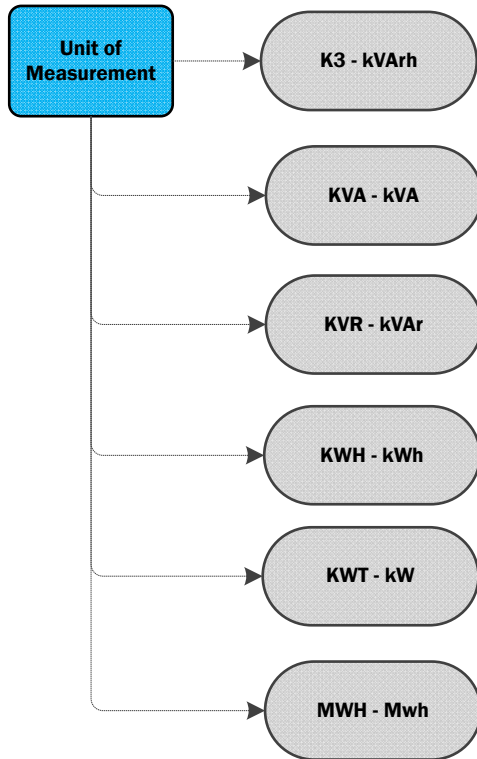 Unit of
Measurement
K3 - kVArh
KVA - kVA
KVR - kVAr
KWH - kWh
KWT - kW
MWH - Mwh